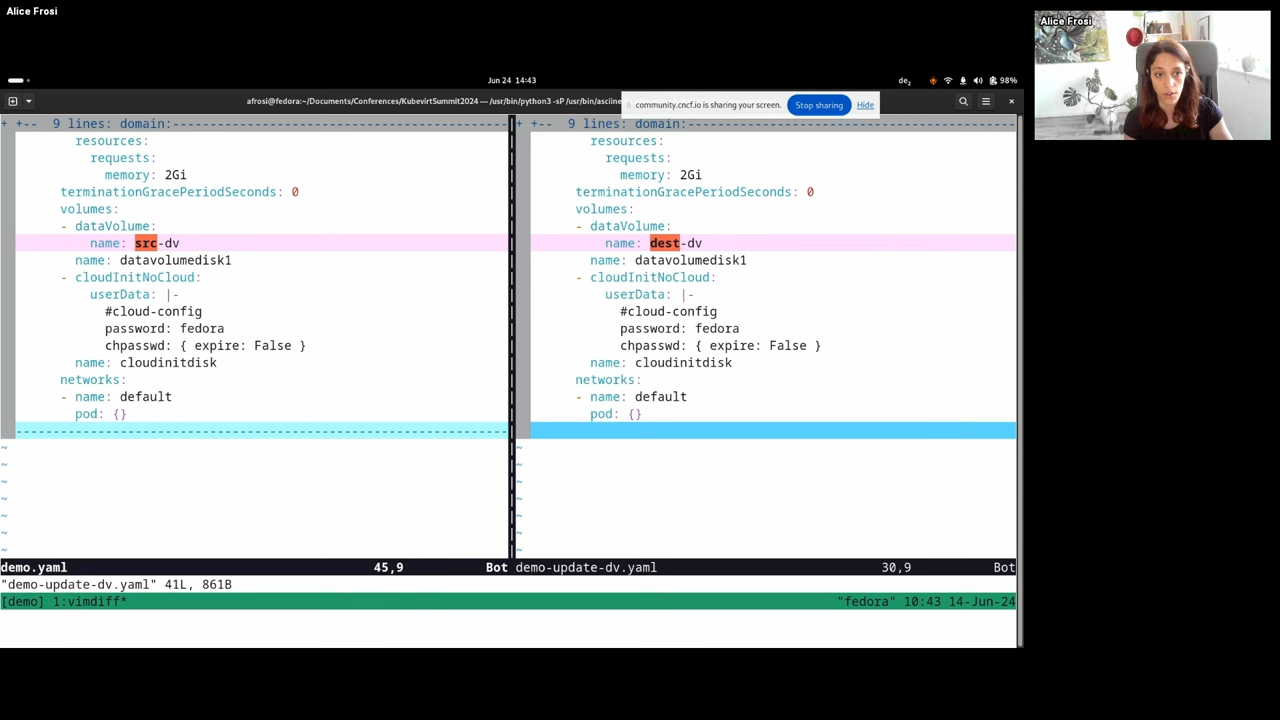 Alice Frosi
Alice Frosi
Jun 24 14:43
de₂
98%
afrosi@fedora:~/Documents/Conferences/KubevirtSummit2024 — /usr/bin/python3 -sP /usr/bin/asciine
community.cncf.io is sharing your screen.
Stop sharing
Hide
+ +-- 9 lines: domain:---------------------------------------------
resources:
requests:
memory: 2Gi
terminationGracePeriodSeconds: 0
volumes:
- dataVolume:
name: src-dv
name: datavolumedisk1
- cloudInitNoCloud:
userData: |-
#cloud-config
password: fedora
chpasswd: { expire: False }
name: cloudinitdisk
networks:
- name: default
pod: {}
---------------------------------------------------------------
~
~
~
~
~
~
~
demo.yaml 45,9 Bot
+ +-- 9 lines: domain:--------------------------------------------
resources:
requests:
memory: 2Gi
terminationGracePeriodSeconds: 0
volumes:
- dataVolume:
name: dest-dv
name: datavolumedisk1
- cloudInitNoCloud:
userData: |-
#cloud-config
password: fedora
chpasswd: { expire: False }
name: cloudinitdisk
networks:
- name: default
pod: {}
~
~
~
~
~
~
~
demo-update-dv.yaml 30,9 Bot
"demo-update-dv.yaml" 41L, 861B
[demo] 1:vimdiff* "fedora" 10:43 14-Jun-24